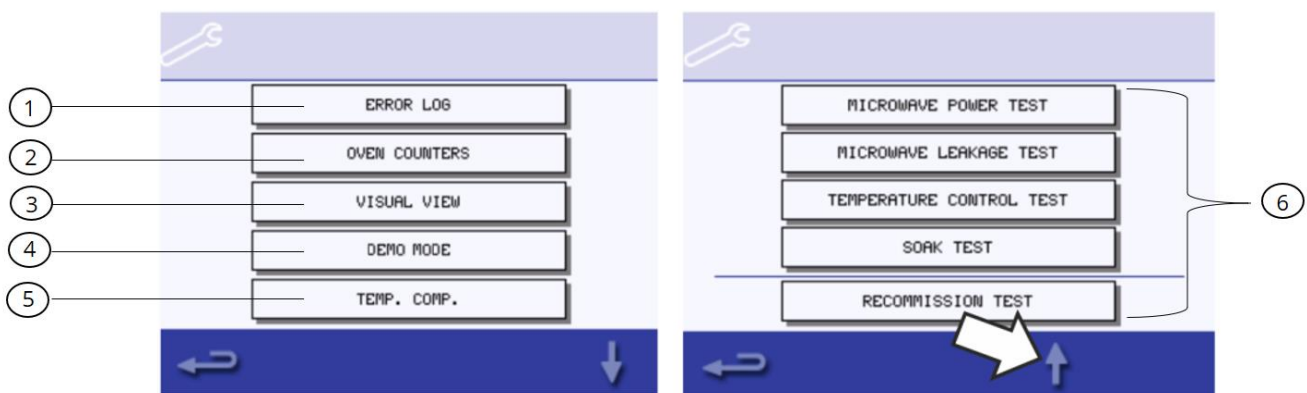 1
ERROR LOG
2
OVEN COUNTERS
3
VISUAL VIEW
4
DEMO MODE
5
TEMP. COMP.
MICROWAVE POWER TEST
MICROWAVE LEAKAGE TEST
TEMPERATURE CONTROL TEST
SOAK TEST
RECOMMISSION TEST
6